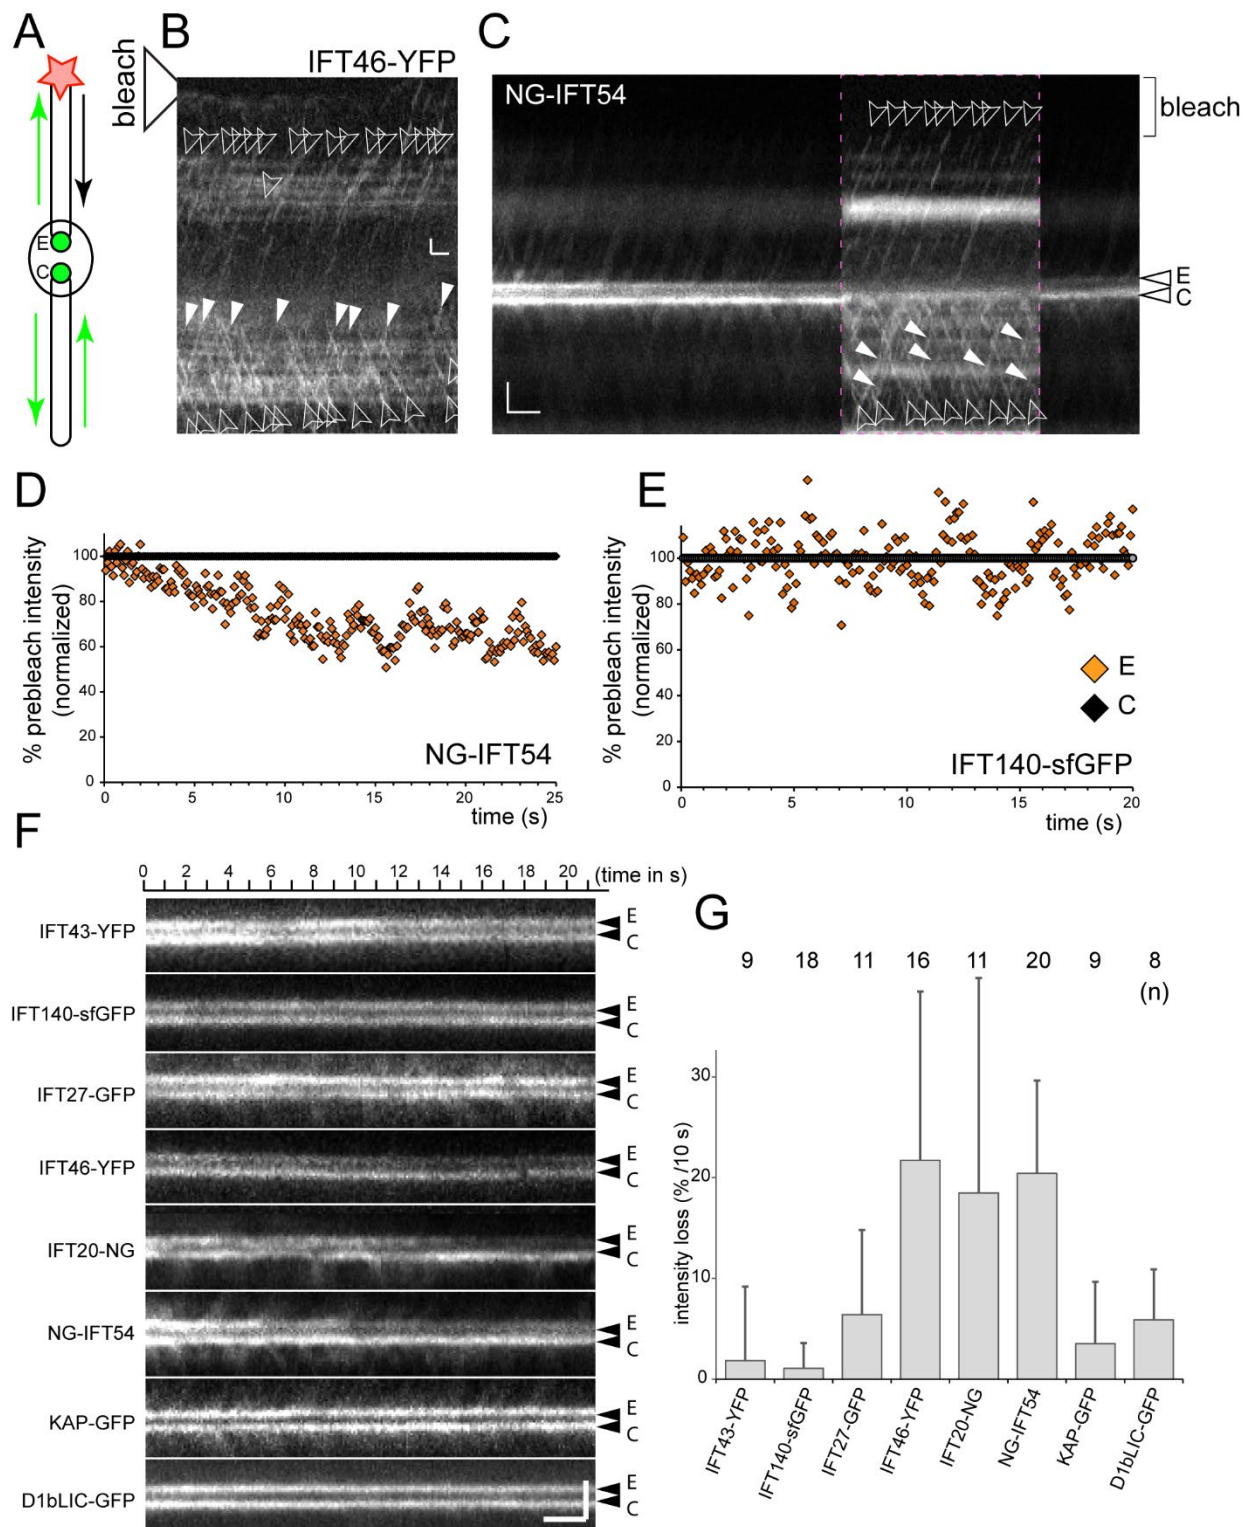 A
E
C
B
bleach
IFT46-YFP
C
NG-IFT54
bleach
E
C
D
% prebleach intensity
(normalized)
100
80
60
40
20
0
0 5 10 15 20 25
time (s)
NG-IFT54
E
% prebleach intensity
(normalized)
100
80
60
40
20
0
0 5 10 15 20
time (s)
E
C
IFT140-sfGFP
F
0 2 4 6 8 10 12 14 16 18 20 (time in s)
IFT43-YFP E
C
IFT140-sfGFP E
C
IFT27-GFP E
C
IFT46-YFP E
C
IFT20-NG E
C
NG-IFT54 E
C
KAP-GFP E
C
D1bLIC-GFP E
C
G
9 18 11 16 11 20 9 8
(n)
intensity loss (% /10 s)
30
20
10
0
IFT43-YFP
IFT140-sfGFP
IFT27-GFP
IFT46-YFP
IFT20-NG
NG-IFT54
KAP-GFP
D1bLIC-GFP